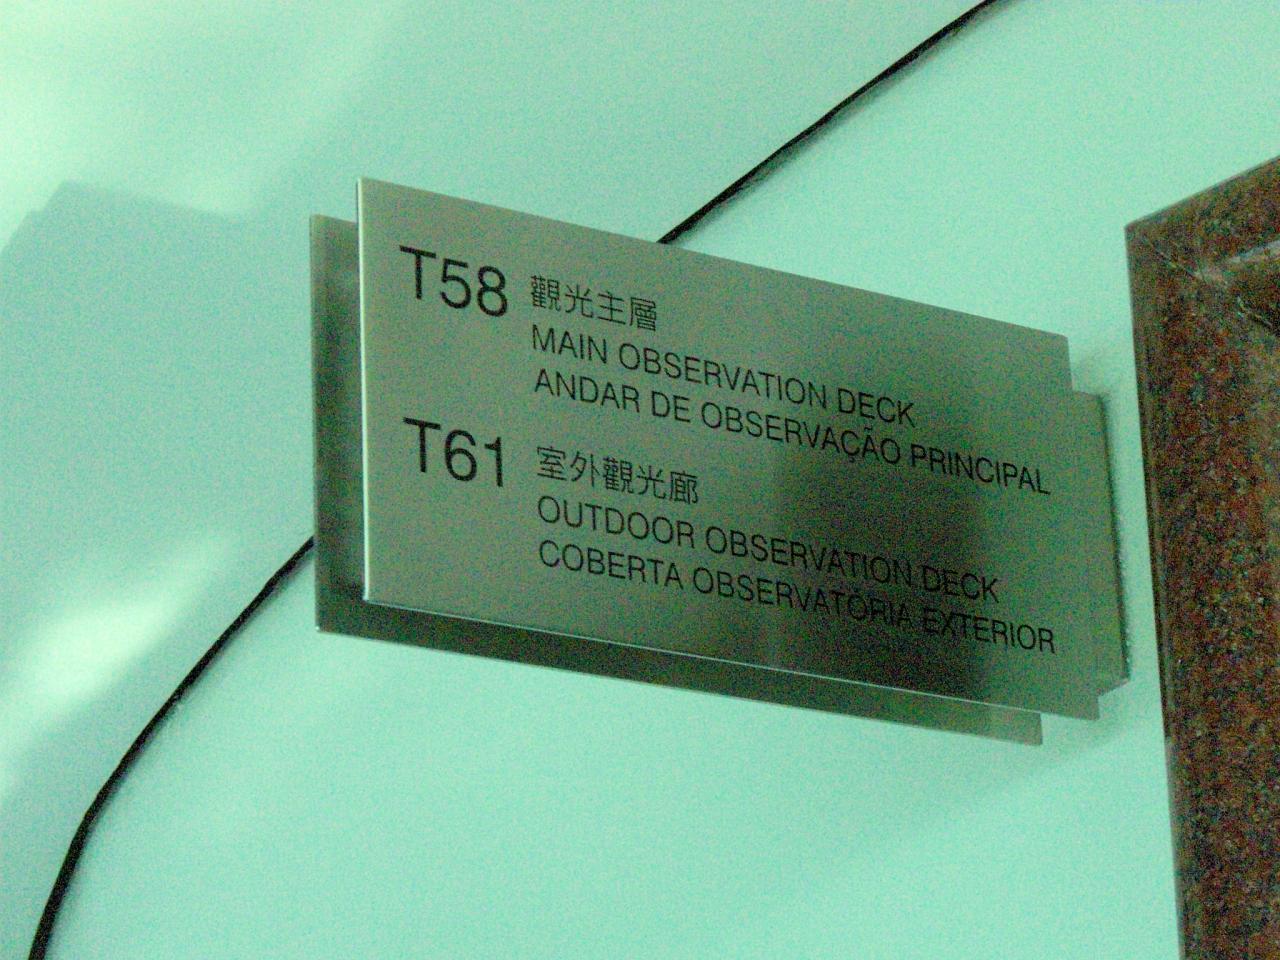 T58 觀光主層
MAIN OBSERVATION DECK
ANDAR DE OBSERVAÇÃO PRINCIPAL
T61 室外觀光廊
OUTDOOR OBSERVATION DECK
COBERTA OBSERVATÓRIA EXTERIOR